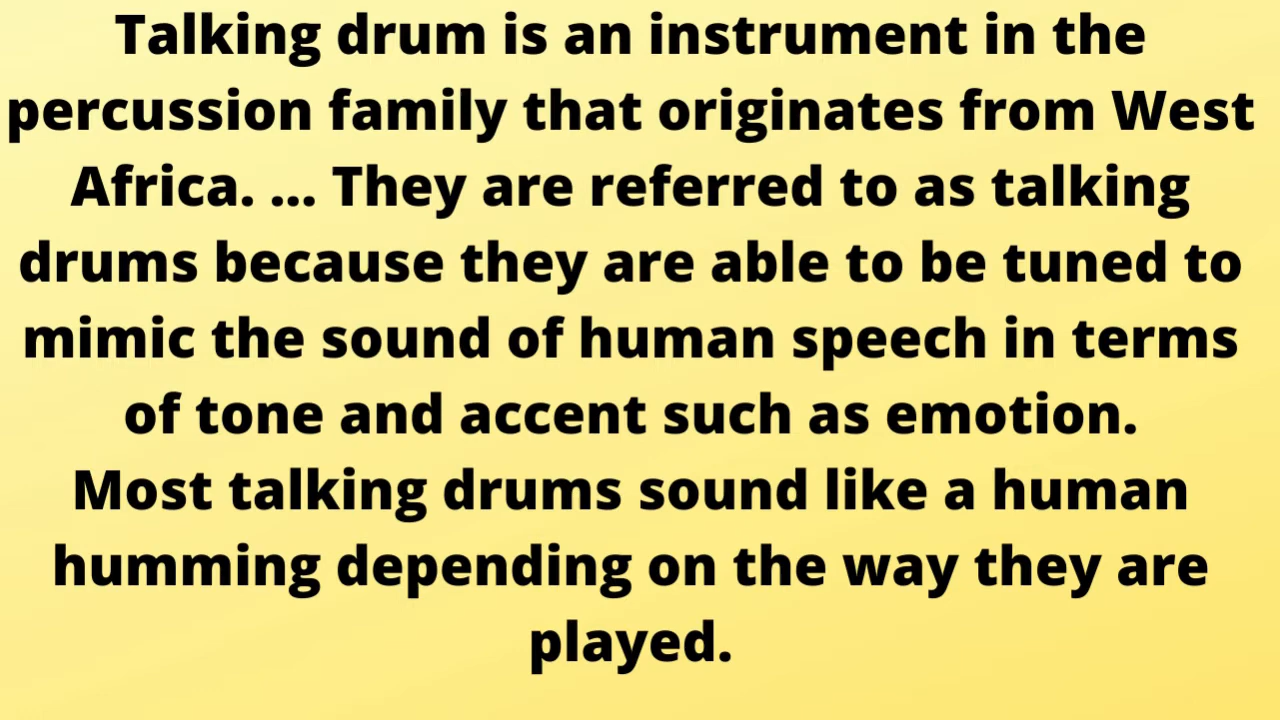 Talking drum is an instrument in the
percussion family that originates from West
Africa. ... They are referred to as talking
drums because they are able to be tuned to
mimic the sound of human speech in terms
of tone and accent such as emotion.
Most talking drums sound like a human
humming depending on the way they are
played.